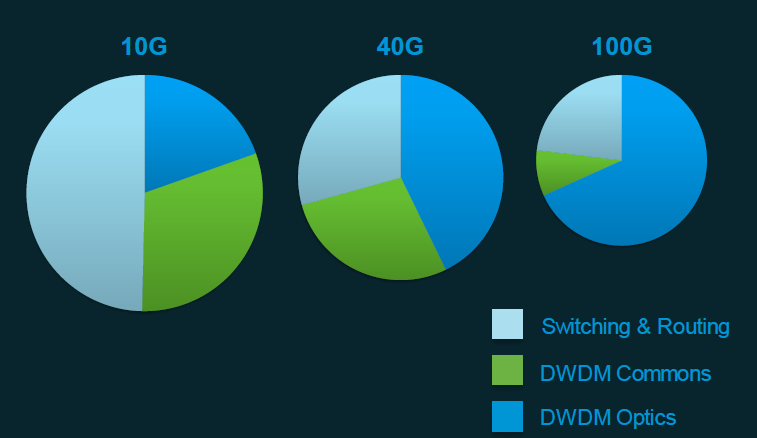 10G
40G
100G
Switching & Routing
DWDM Commons
DWDM Optics